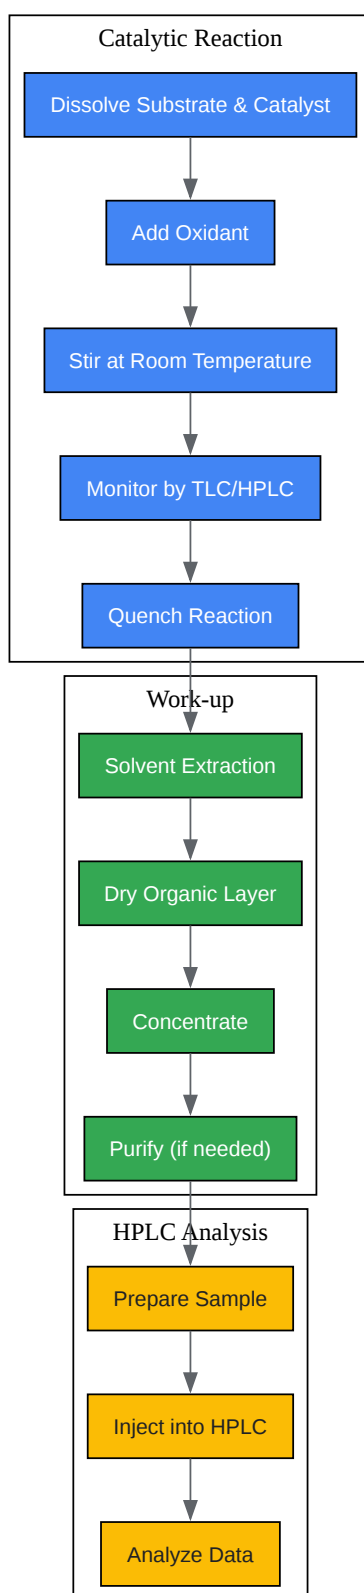 Catalytic Reaction
Dissolve Substrate & Catalyst
Add Oxidant
Stir at Room Temperature
Monitor by TLC/HPLC
Quench Reaction
Work-up
Solvent Extraction
Dry Organic Layer
Concentrate
Purify (if needed)
HPLC Analysis
Prepare Sample
Inject into HPLC
Analyze Data